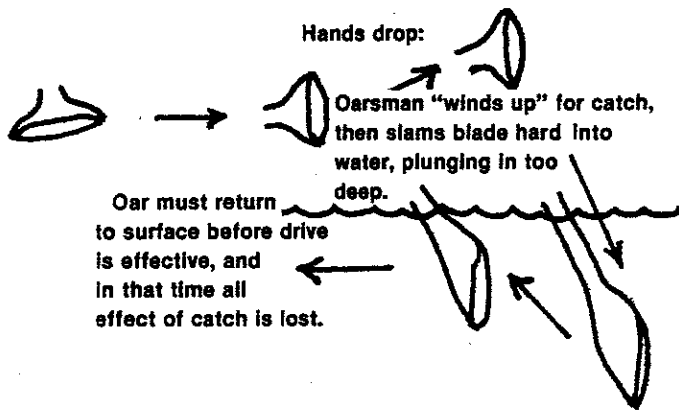 Hands drop:
Oarsman “winds up” for catch,
then slams blade hard into
water, plunging in too
deep.
Oar must return
to surface before drive
is effective, and
in that time all
effect of catch is lost.